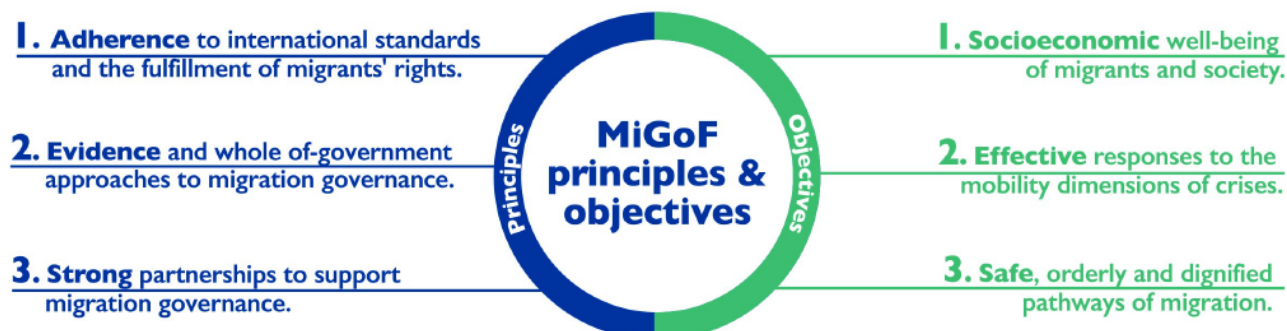 1. Adherence to international standards
and the fulfillment of migrants' rights.
2. Evidence and whole of-government
approaches to migration governance.
3. Strong partnerships to support
migration governance.
Principles
MiGoF
principles &
objectives
Objectives
1. Socioeconomic well-being
of migrants and society.
2. Effective responses to the
mobility dimensions of crises.
3. Safe, orderly and dignified
pathways of migration.